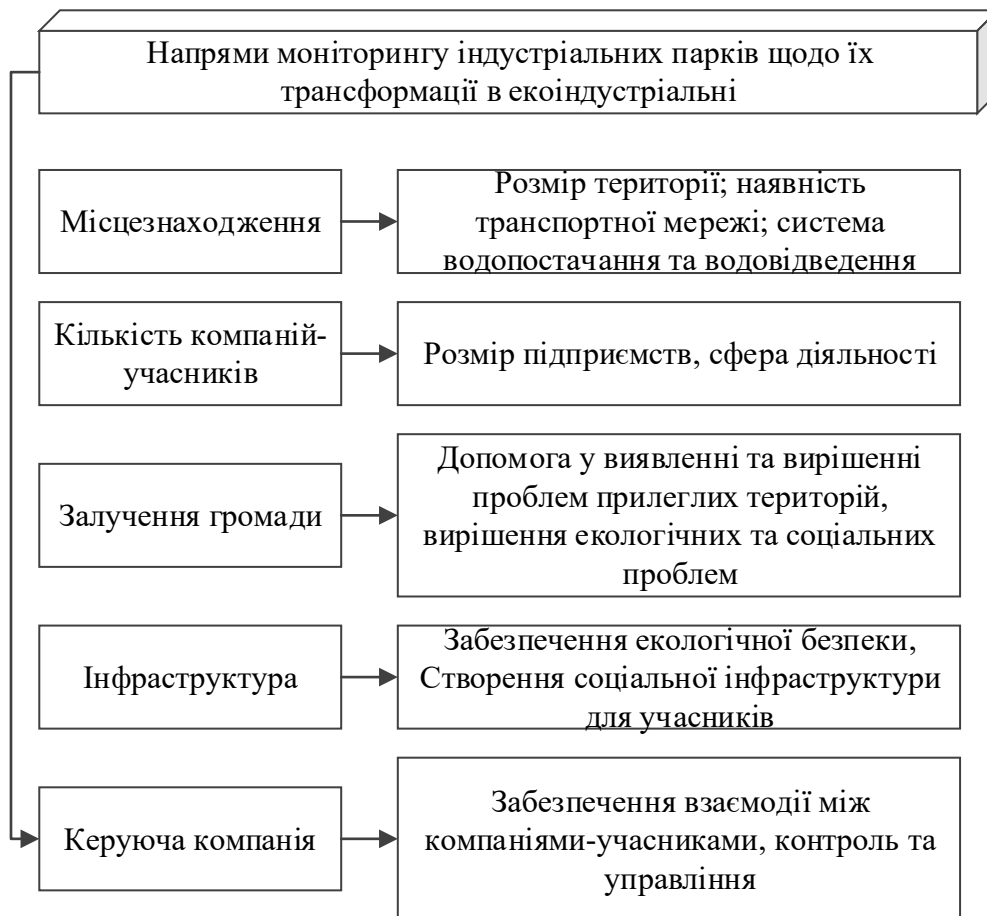 Напрями моніторингу індустріальних парків щодо їх
трансформації в екоіндустріальні
Місцезнаходження
Розмір території; наявність
транспортної мережі; система
водопостачання та водовідведення
Кількість компаній-
учасників
Розмір підприємств, сфера діяльності
Залучення громади
Допомога у виявленні та вирішенні
проблем прилеглих територій,
вирішення екологічних та соціальних
проблем
Інфраструктура
Забезпечення екологічної безпеки,
Створення соціальної інфраструктури
для учасників
Керуюча компанія
Забезпечення взаємодії між
компаніями-учасниками, контроль та
управління